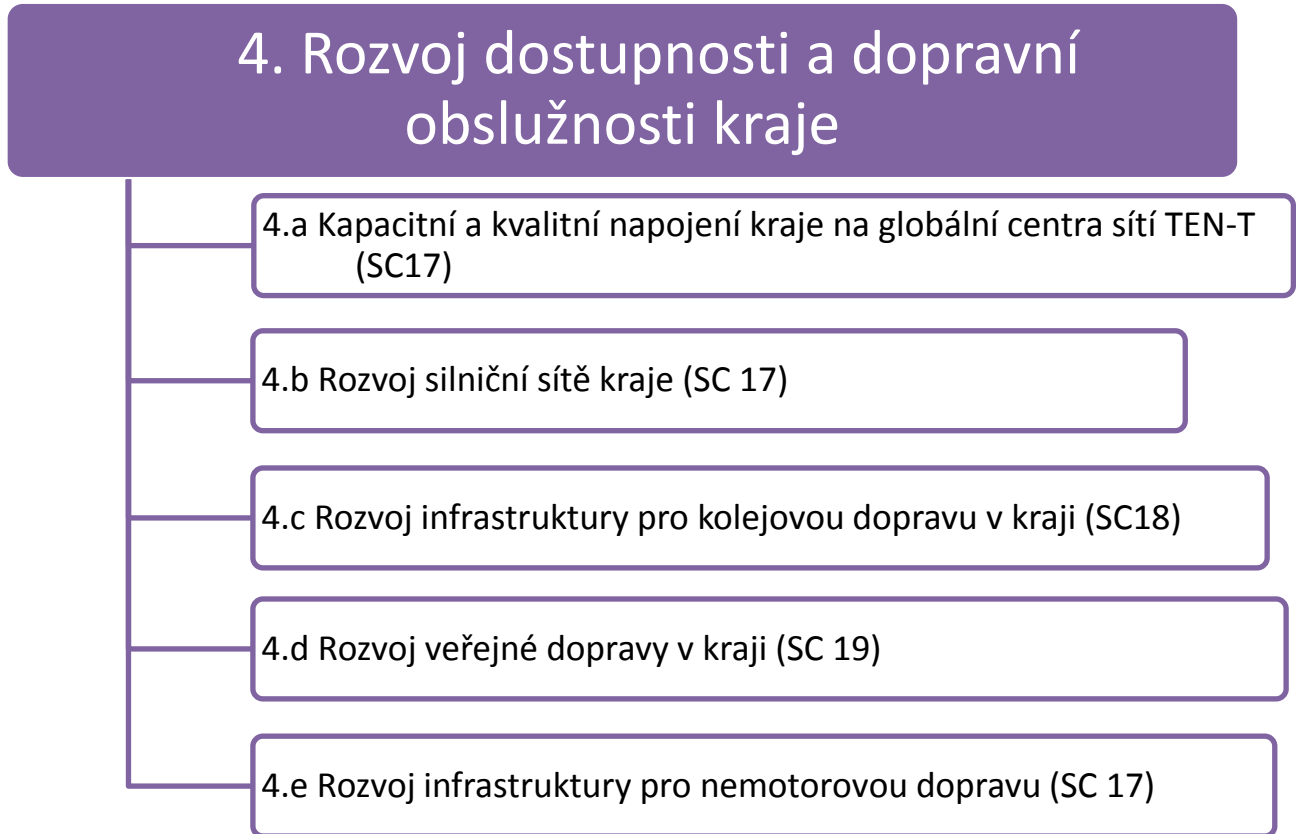 4. Rozvoj dostupnosti a dopravní
obslužnosti kraje
4.a Kapacitní a kvalitní napojení kraje na globální centra sítí TEN-T
(SC17)
4.b Rozvoj silniční sítě kraje (SC 17)
4.c Rozvoj infrastruktury pro kolejovou dopravu v kraji (SC18)
4.d Rozvoj veřejné dopravy v kraji (SC 19)
4.e Rozvoj infrastruktury pro nemotorovou dopravu (SC 17)